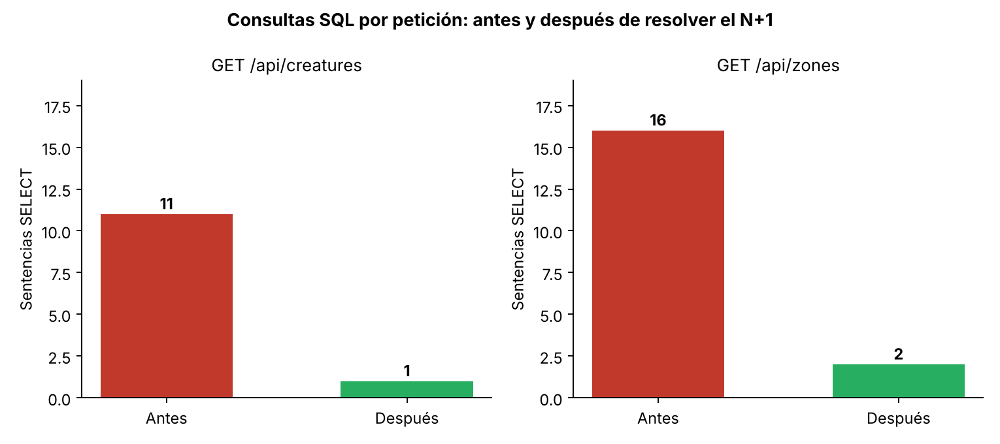 Consultas SQL por petición: antes y después de resolver el N+1
GET /api/creatures
Sentencias SELECT
17.5
15.0
12.5
10.0
7.5
5.0
2.5
0.0
11
1
Antes
Después
GET /api/zones
Sentencias SELECT
17.5
15.0
12.5
10.0
7.5
5.0
2.5
0.0
16
2
Antes
Después